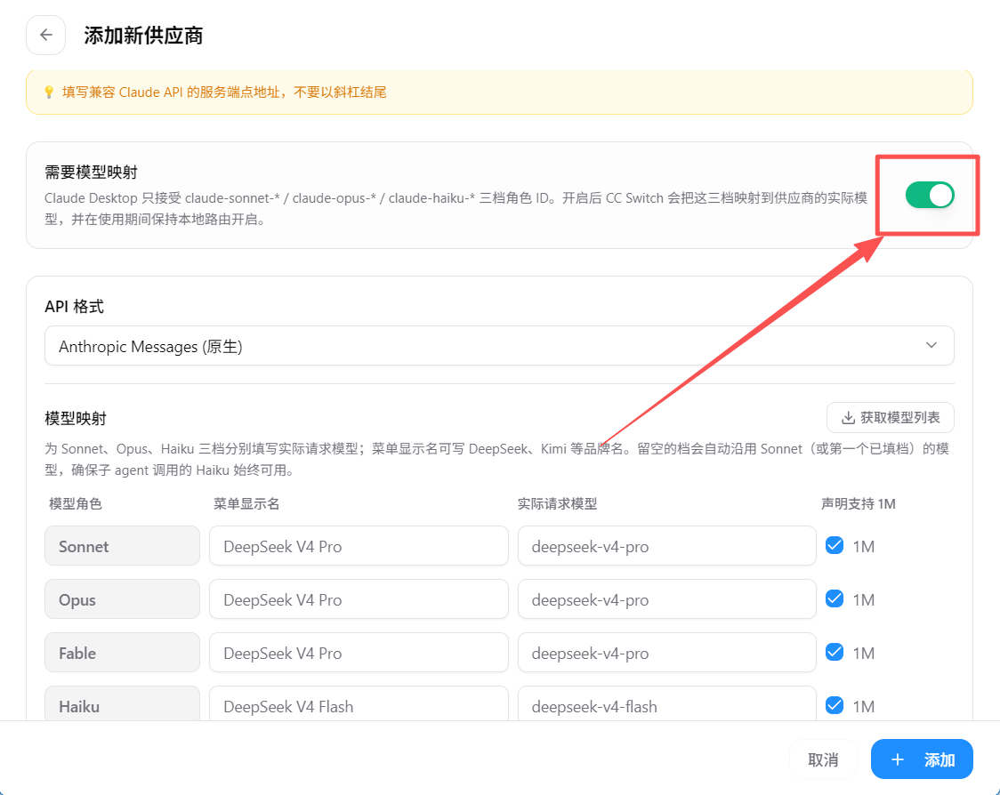 添加新供应商
填写兼容 Claude API 的服务端点地址，不要以斜杠结尾
需要模型映射
Claude Desktop 只接受 claude-sonnet-* / claude-opus-* / claude-haiku-* 三档角色 ID。开启后 CC Switch 会把这三档映射到供应商的实际模
型，并在使用期间保持本地路由开启。
API 格式
Anthropic Messages (原生)
模型映射 获取模型列表
为 Sonnet、Opus、Haiku 三档分别填写实际请求模型；菜单显示名可写 DeepSeek、Kimi 等品牌名。留空的档会自动沿用 Sonnet（或第一个已填档）的模
型，确保子 agent 调用的 Haiku 始终可用。
模型角色 菜单显示名 实际请求模型 声明支持 1M
Sonnet DeepSeek V4 Pro deepseek-v4-pro 1M
Opus DeepSeek V4 Pro deepseek-v4-pro 1M
Fable DeepSeek V4 Pro deepseek-v4-pro 1M
Haiku DeepSeek V4 Flash deepseek-v4-flash 1M
取消 + 添加